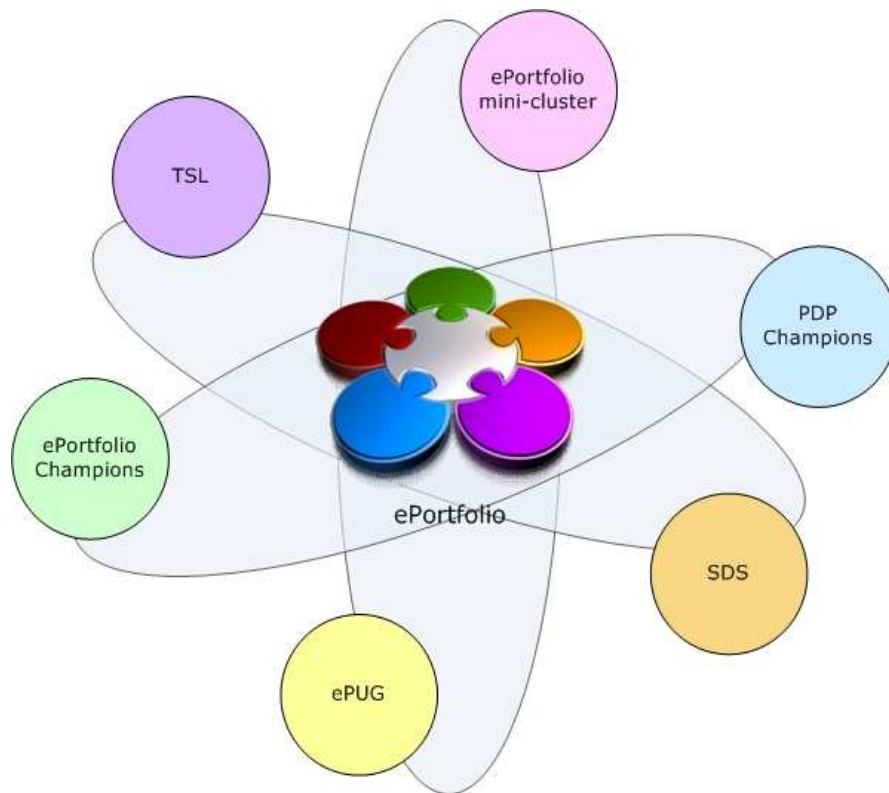 ePortfolio
mini-cluster
TSL
PDP
Champions
ePortfolio
Champions
ePortfolio
SDS
ePUG